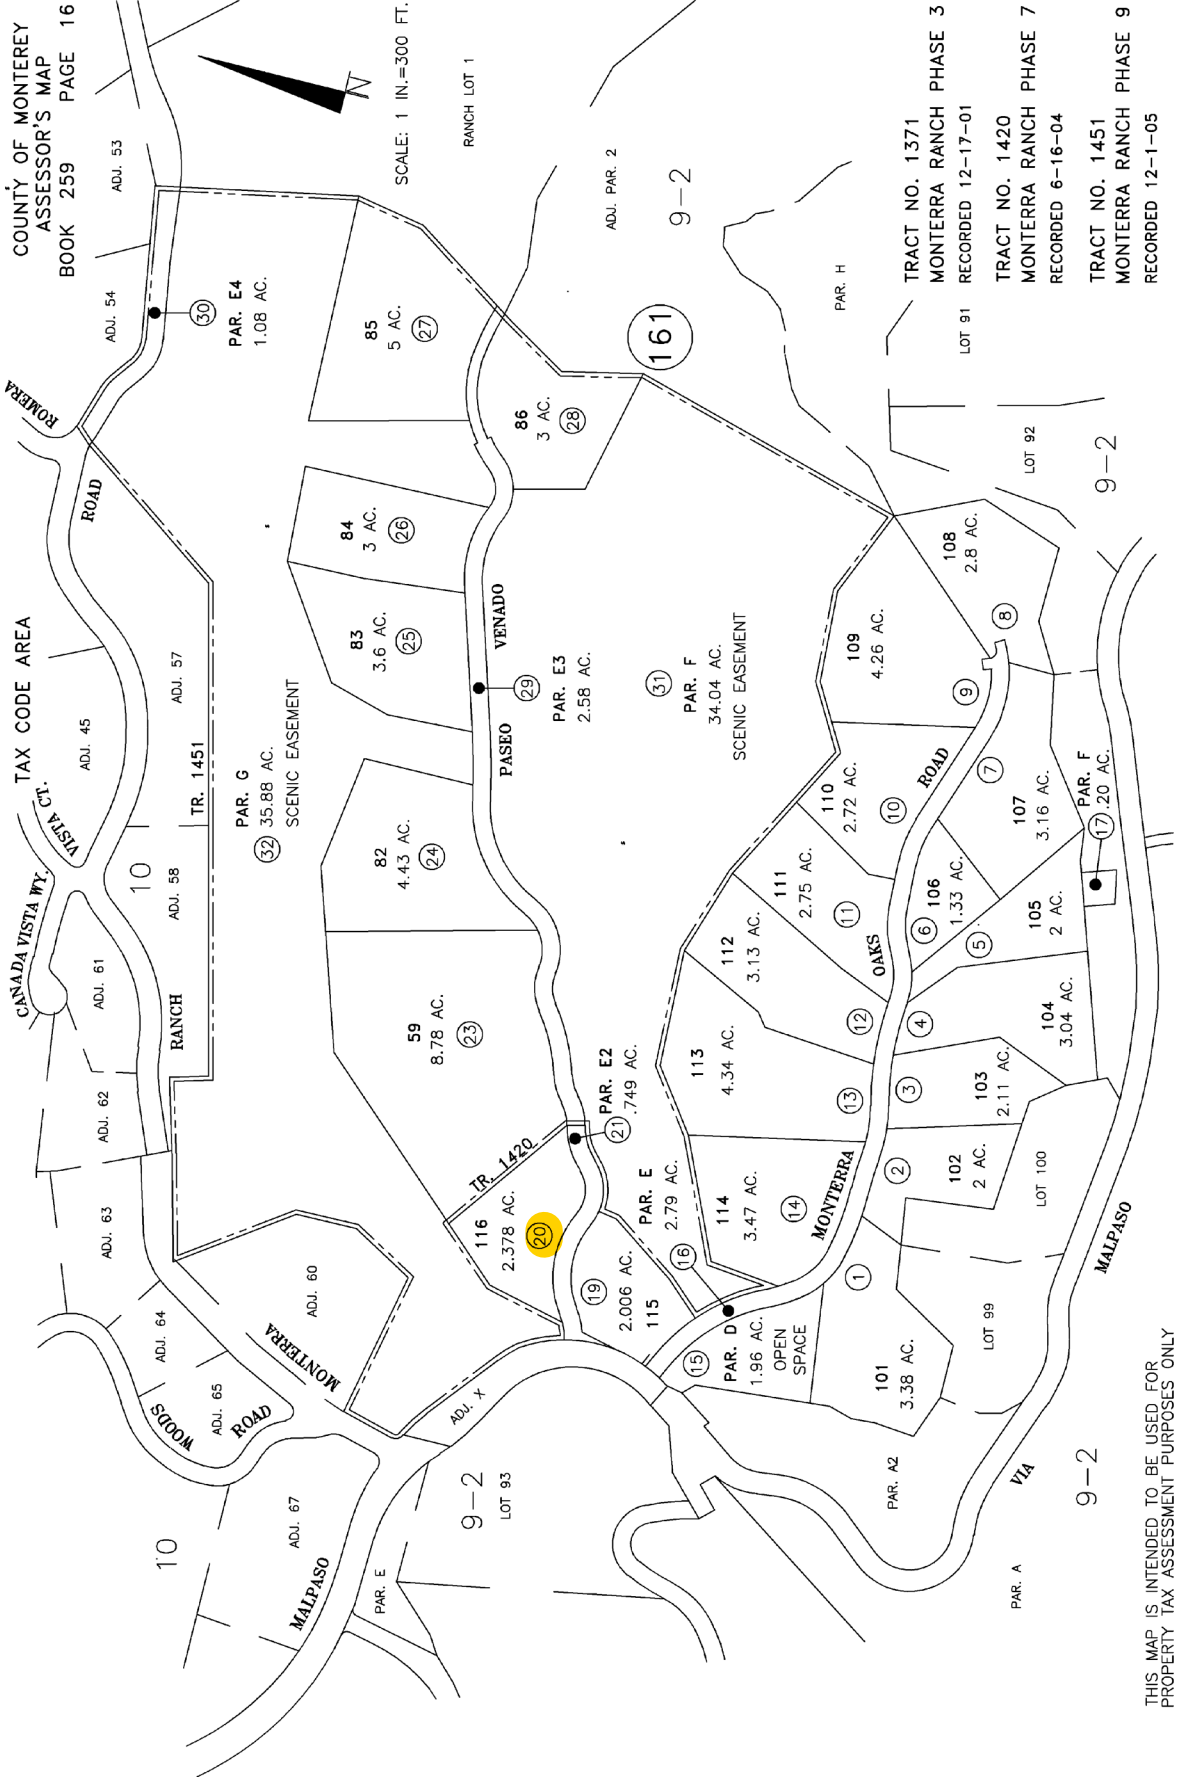 COUNTY OF MONTEREY
ASSESSOR'S MAP
BOOK 259 PAGE 16
TAX CODE AREA
SCALE: 1 IN.=300 FT.
N
RANCH LOT 1
ADJ. 53
ADJ. 54
30
PAR. E4
1.08 AC.
ROMERA
ROAD
85
5 AC.
27
86
3 AC.
28
ADJ. PAR. 2
9-2
161
PAR. H
LOT 91
LOT 92
9-2
TRACT NO. 1371
MONTERRA RANCH PHASE 3
RECORDED 12-17-01
TRACT NO. 1420
MONTERRA RANCH PHASE 7
RECORDED 6-16-04
TRACT NO. 1451
MONTERRA RANCH PHASE 9
RECORDED 12-1-05
84
3 AC.
26
83
3.6 AC.
25
VENADO
PASEO
29
PAR. E3
2.58 AC.
31
PAR. F
34.04 AC.
SCENIC EASEMENT
ADJ. 57
ADJ. 45
TR. 1451
PAR. G
32 35.88 AC.
SCENIC EASEMENT
VISTA CT.
CANADA VISTA WY.
10
ADJ. 58
ADJ. 61
RANCH
ADJ. 62
82
4.43 AC.
24
59
8.78 AC.
23
108
2.8 AC.
8
109
4.26 AC.
9
110
2.72 AC.
10
ROAD
7
107
3.16 AC.
PAR. F
17 .20 AC.
111
2.75 AC.
11
106
1.33 AC.
6
105
2 AC.
5
112
3.13 AC.
12
OAKS
4
104
3.04 AC.
113
4.34 AC.
13
3
103
2.11 AC.
PAR. E2
.749 AC.
21
TR. 1420
116
2.378 AC.
20
PAR. E
2.79 AC.
16
114
3.47 AC.
14
MONTERRA
2
102
2 AC.
LOT 100
MALPASO
19
2.006 AC.
115
1
101
3.38 AC.
LOT 99
15
PAR. D
1.96 AC.
OPEN
SPACE
ADJ. 63
ADJ. 64
ADJ. 60
MONTERRA
ADJ. 65
WOODS
ROAD
ADJ. X
9-2
LOT 93
10
ADJ. 67
MALPASO
PAR. E
PAR. A2
VIA
9-2
PAR. A
THIS MAP IS INTENDED TO BE USED FOR
PROPERTY TAX ASSESSMENT PURPOSES ONLY